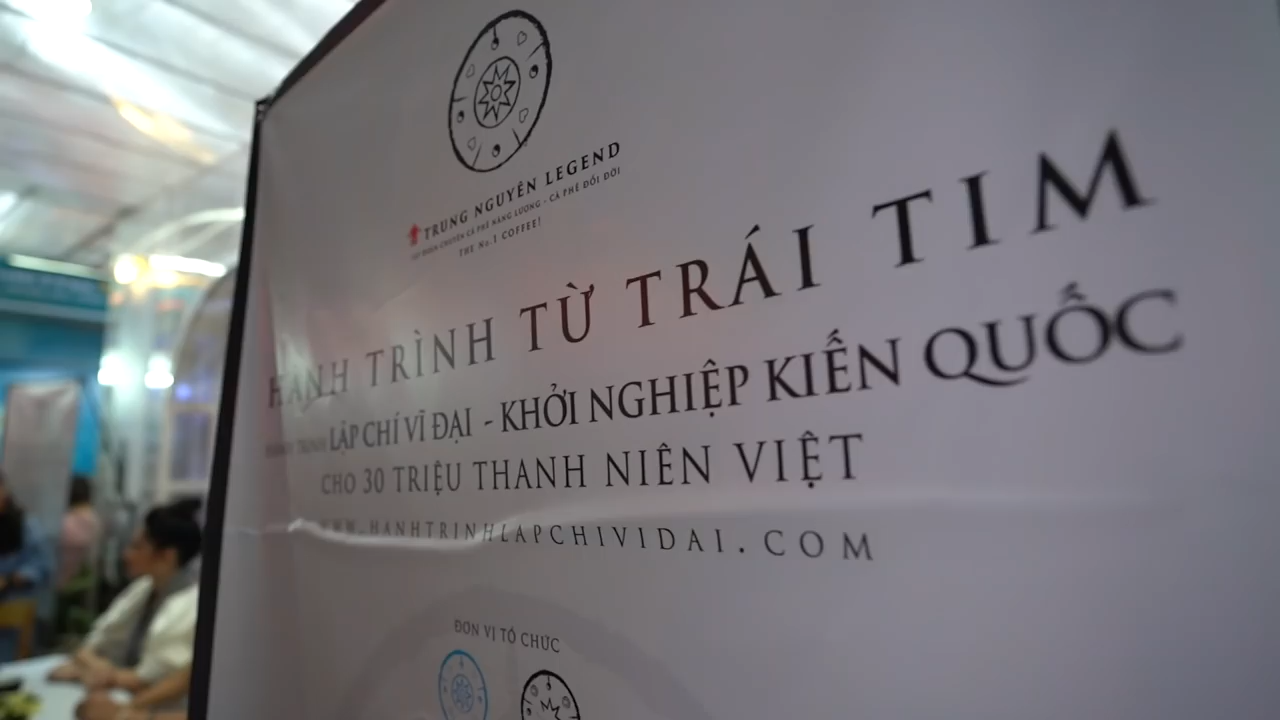 TRUNG NGUYÊN LEGEND
TẬP ĐOÀN CHUYÊN CÀ PHÊ NĂNG LƯỢNG - CÀ PHÊ ĐỔI ĐỜI
THE No.1 COFFEE!
HÀNH TRÌNH TỪ TRÁI TIM
HÀNH TRÌNH LẬP CHÍ VĨ ĐẠI - KHỞI NGHIỆP KIẾN QUỐC
CHO 30 TRIỆU THANH NIÊN VIỆT
WWW.HANHTRINHLAPCHIVIDAI.COM
ĐƠN VỊ TỔ CHỨC